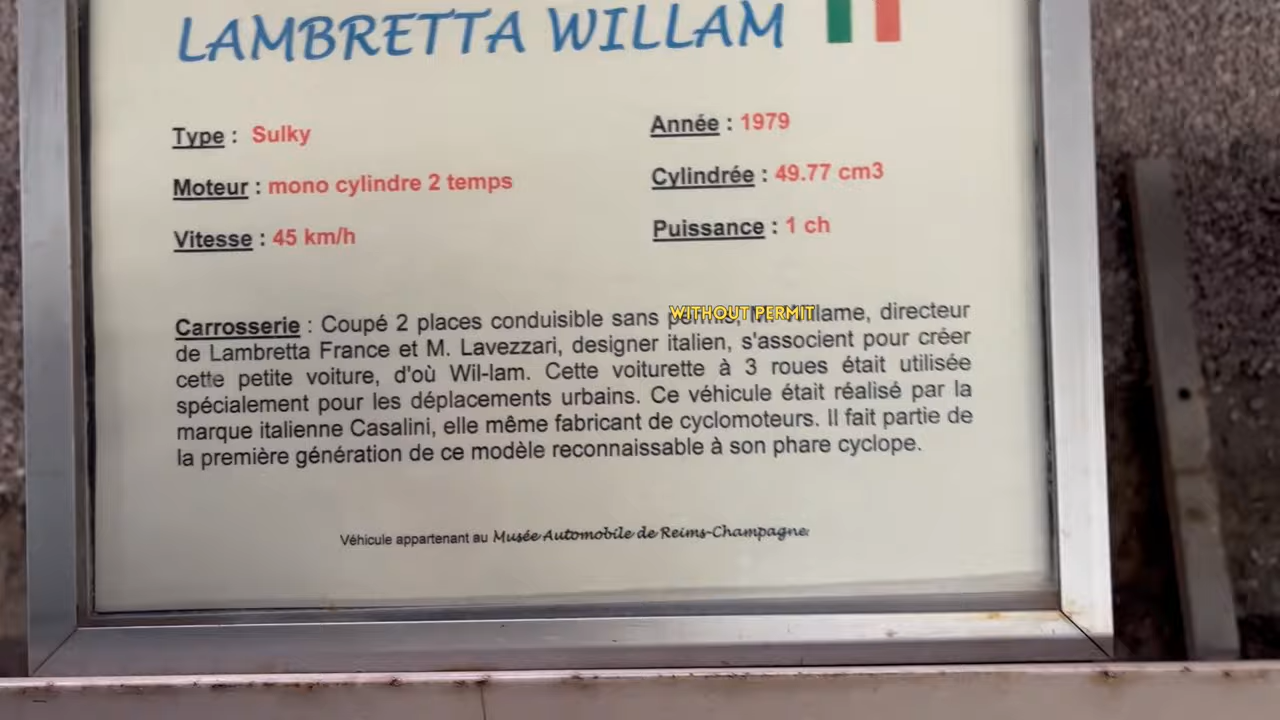 LAMBRETTA WILLAM
Type : Sulky
Année : 1979
Moteur : mono cylindre 2 temps
Cylindrée : 49.77 cm3
Vitesse : 45 km/h
Puissance : 1 ch
WITHOUT PERMIT
Carrosserie : Coupé 2 places conduisible sans permis, M. Willame, directeur
de Lambretta France et M. Lavezzari, designer italien, s'associent pour créer
cette petite voiture, d'où Wil-lam. Cette voiturette à 3 roues était utilisée
spécialement pour les déplacements urbains. Ce véhicule était réalisé par la
marque italienne Casalini, elle même fabricant de cyclomoteurs. Il fait partie de
la première génération de ce modèle reconnaissable à son phare cyclope.
Véhicule appartenant au Musée Automobile de Reims-Champagne.